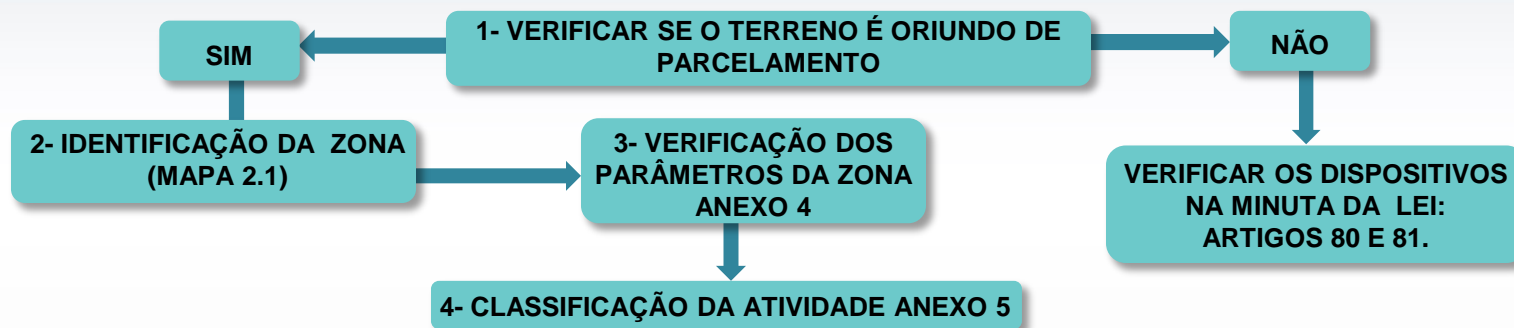 1- VERIFICAR SE O TERRENO É ORIUNDO DE
PARCELAMENTO
SIM
NÃO
2- IDENTIFICAÇÃO DA ZONA
(MAPA 2.1)
3- VERIFICAÇÃO DOS
PARÂMETROS DA ZONA
ANEXO 4
VERIFICAR OS DISPOSITIVOS
NA MINUTA DA LEI:
ARTIGOS 80 E 81.
4- CLASSIFICAÇÃO DA ATIVIDADE ANEXO 5